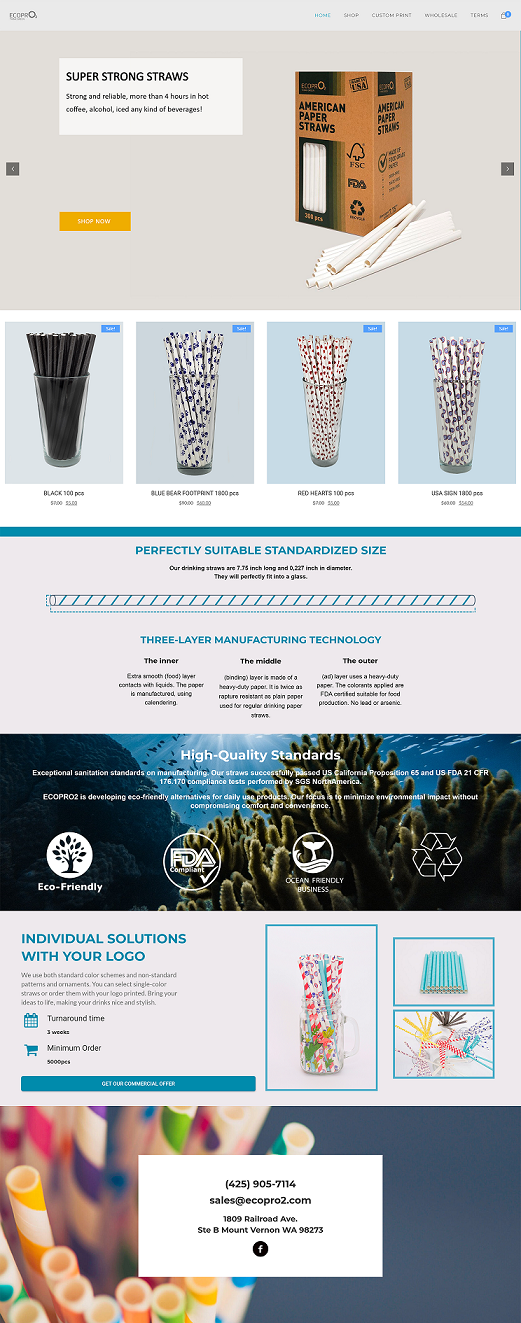 ECOPRO2
HOME SHOP CUSTOM PRINT WHOLESALE TERMS 0
SUPER STRONG STRAWS
Strong and reliable, more than 4 hours in hot
coffee, alcohol, iced any kind of beverages!
SHOP NOW
ECOPRO2
AMERICAN
PAPER
STRAWS
MADE IN
USA
FSC
FDA
RECYCLE
300 pcs
AMERICAN
PAPER
STRAWS
MADE OF
FOOD GRADE
PAPER
Sale!
Sale!
Sale!
Sale!
BLACK 100 pcs
$7.00 $5.00
BLUE BEAR FOOTPRINT 1800 pcs
$90.00 $60.00
RED HEARTS 100 pcs
$7.00 $5.00
USA SIGN 1800 pcs
$60.00 $54.00
PERFECTLY SUITABLE STANDARDIZED SIZE
Our drinking straws are 7.75 inch long and 0,227 inch in diameter.
They will perfectly fit into a glass.
THREE-LAYER MANUFACTURING TECHNOLOGY
The inner
Extra smooth (food) layer
contacts with liquids. The paper
is manufactured, using
calendering.
The middle
(binding) layer is made of a
heavy-duty paper. It is twice as
rapture resistant as plain paper
used for regular drinking paper
straws.
The outer
(ad) layer uses a heavy-duty
paper. The colorants applied are
FDA certified suitable for food
production. No lead or arsenic.
High-Quality Standards
Exceptional sanitation standards on manufacturing. Our straws successfully passed US California Proposition 65 and US FDA 21 CFR
176.170 compliance tests performed by SGS NorthAmerica.
ECOPRO2 is developing eco-friendly alternatives for daily use products. Our focus is to minimize environmental impact without
compromising comfort and convenience.
Eco-Friendly
FDA
Compliant
OCEAN FRIENDLY
BUSINESS
INDIVIDUAL SOLUTIONS
WITH YOUR LOGO
We use both standard color schemes and non-standard
patterns and ornaments. You can select single-color
straws or order them with your logo printed. Bring your
ideas to life, making your drinks nice and stylish.
Turnaround time
3 weeks
Minimum Order
5000pcs
GET OUR COMMERCIAL OFFER
(425) 905-7114
sales@ecopro2.com
1809 Railroad Ave.
Ste B Mount Vernon WA 98273